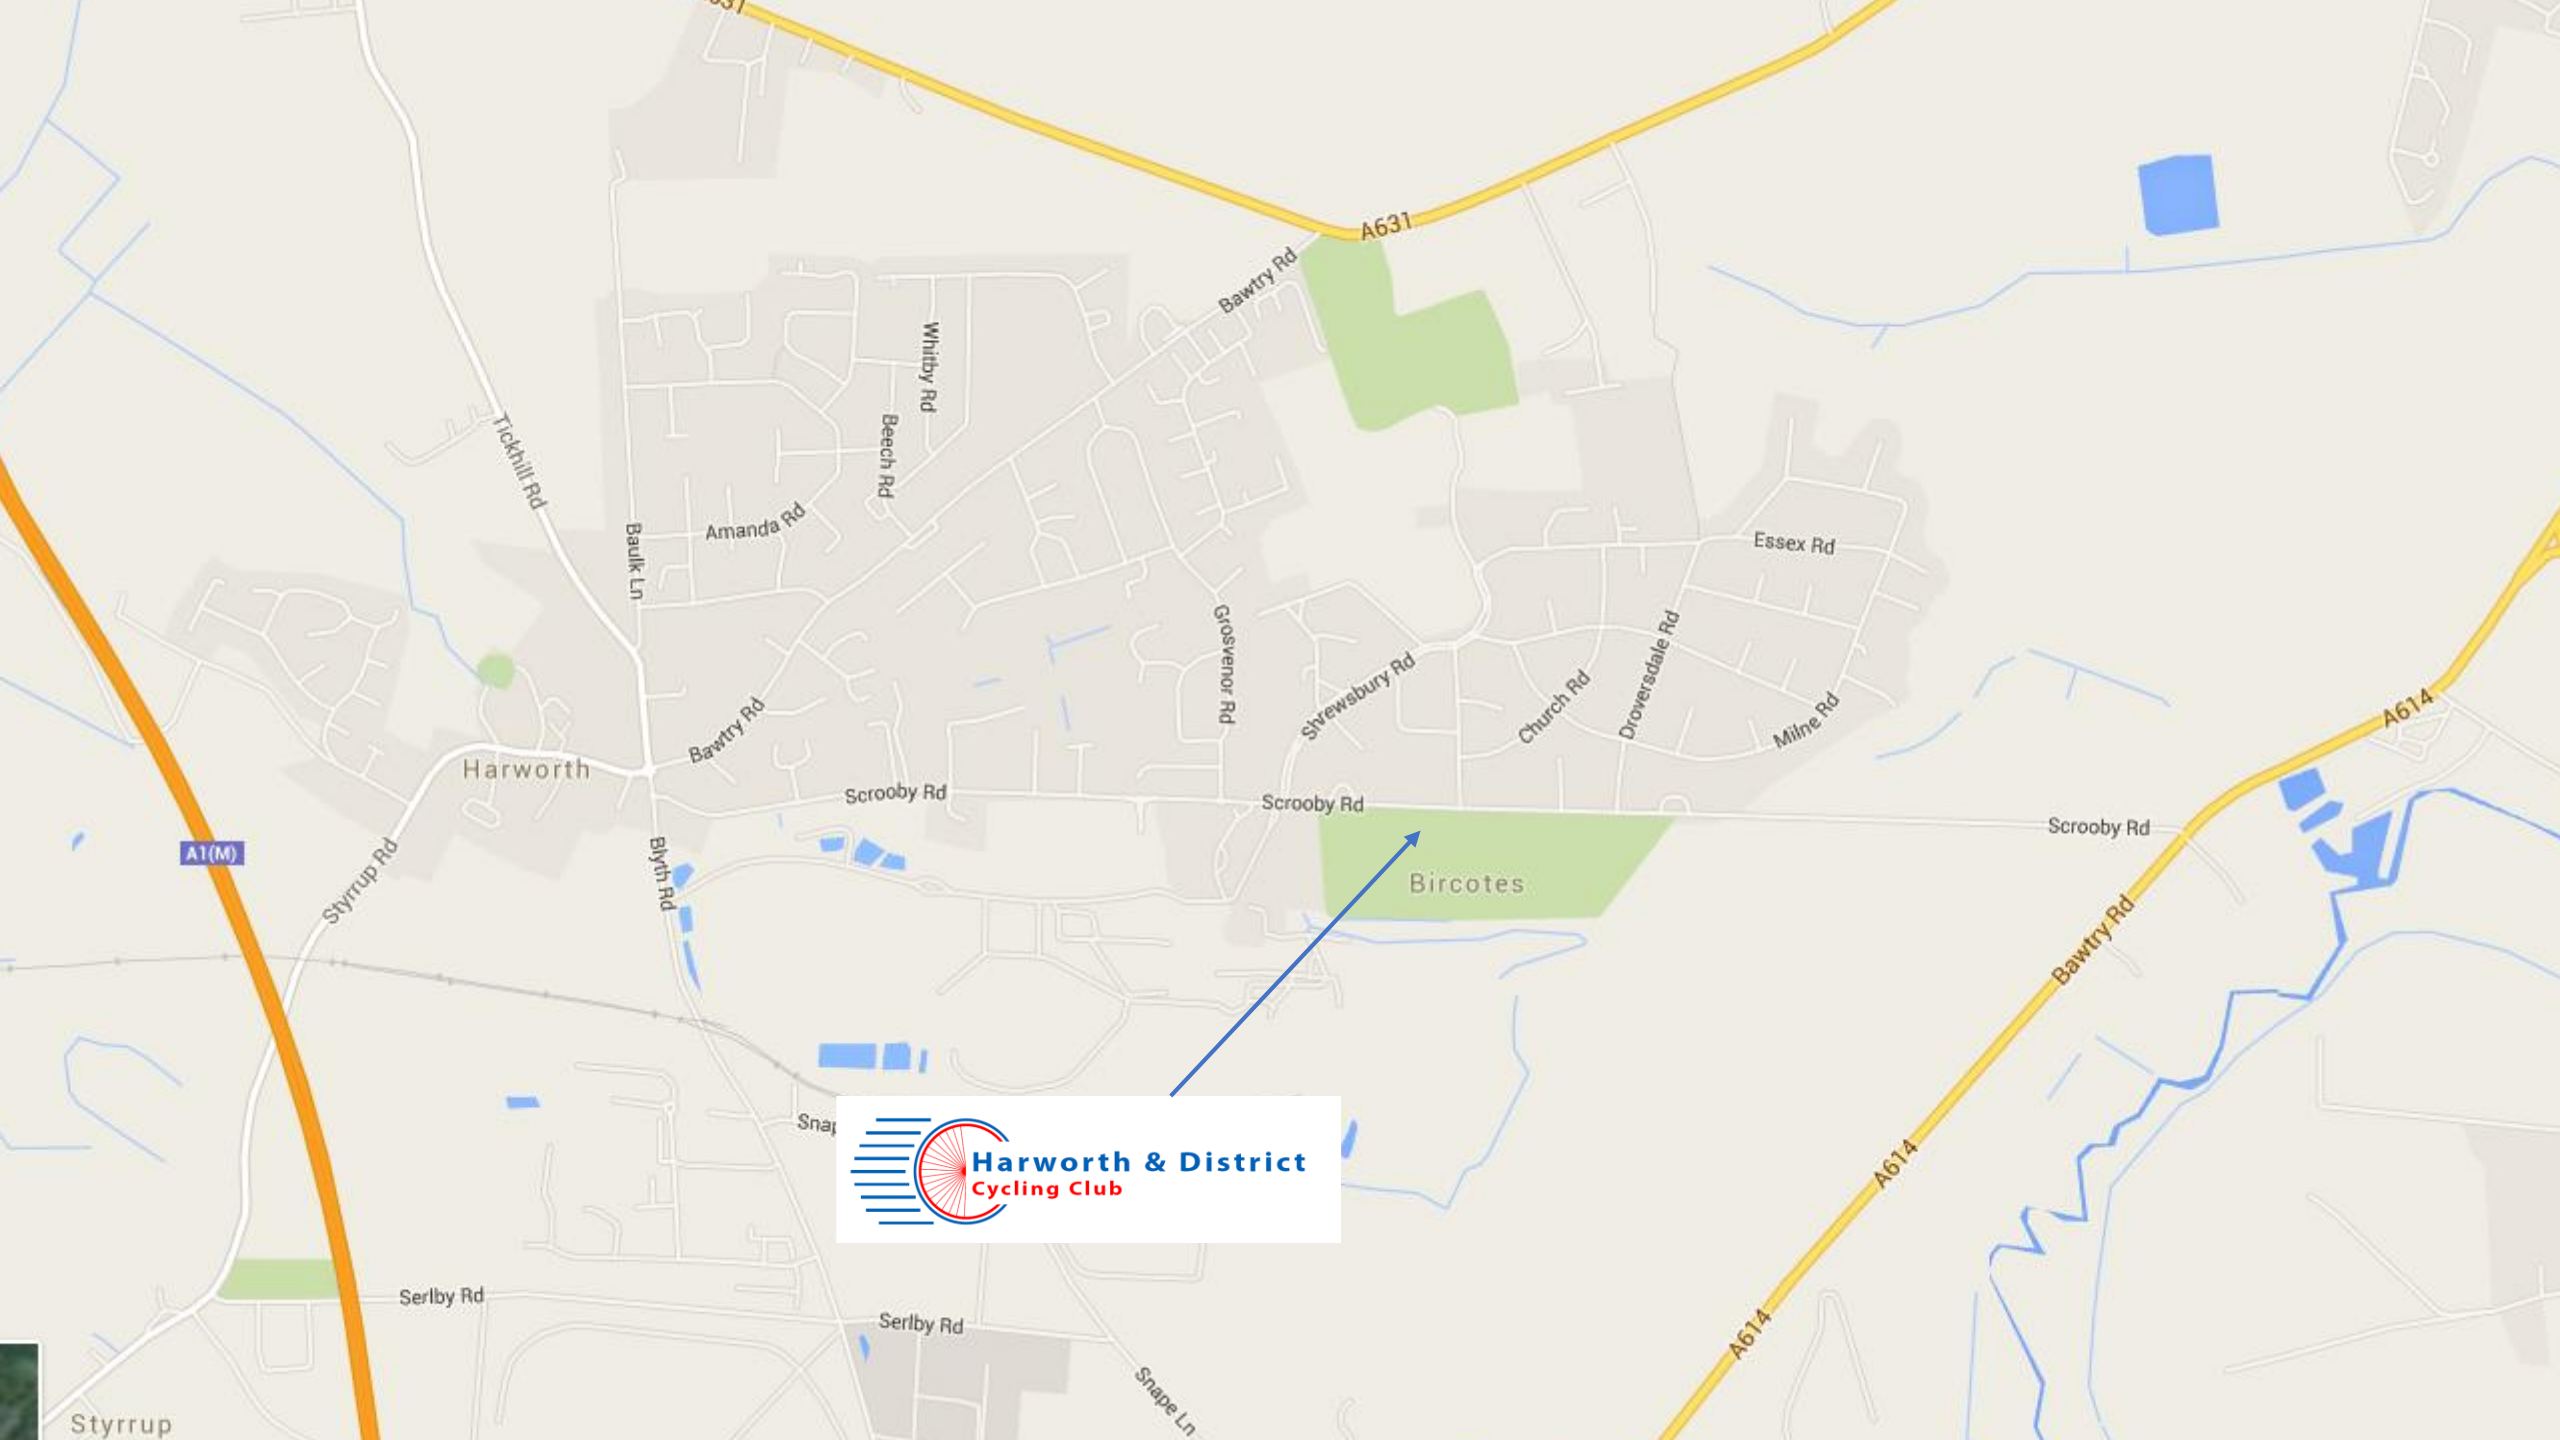 A631
Bawtry Rd
Whitby Rd
Beech Rd
Tickhill Rd
Amanda Rd
Baulk Ln
Essex Rd
Grosvenor Rd
Droversdale Rd
Shrewsbury Rd
Church Rd
Milne Rd
A614
Bawtry Rd
Harworth
Scrooby Rd
Scrooby Rd
Scrooby Rd
A1(M)
Styrrup Rd
Blyth Rd
Bircotes
Bawtry Rd
Harworth & District
Cycling Club
A614
Serlby Rd
Serlby Rd
A614
Snape Ln
Styrrup